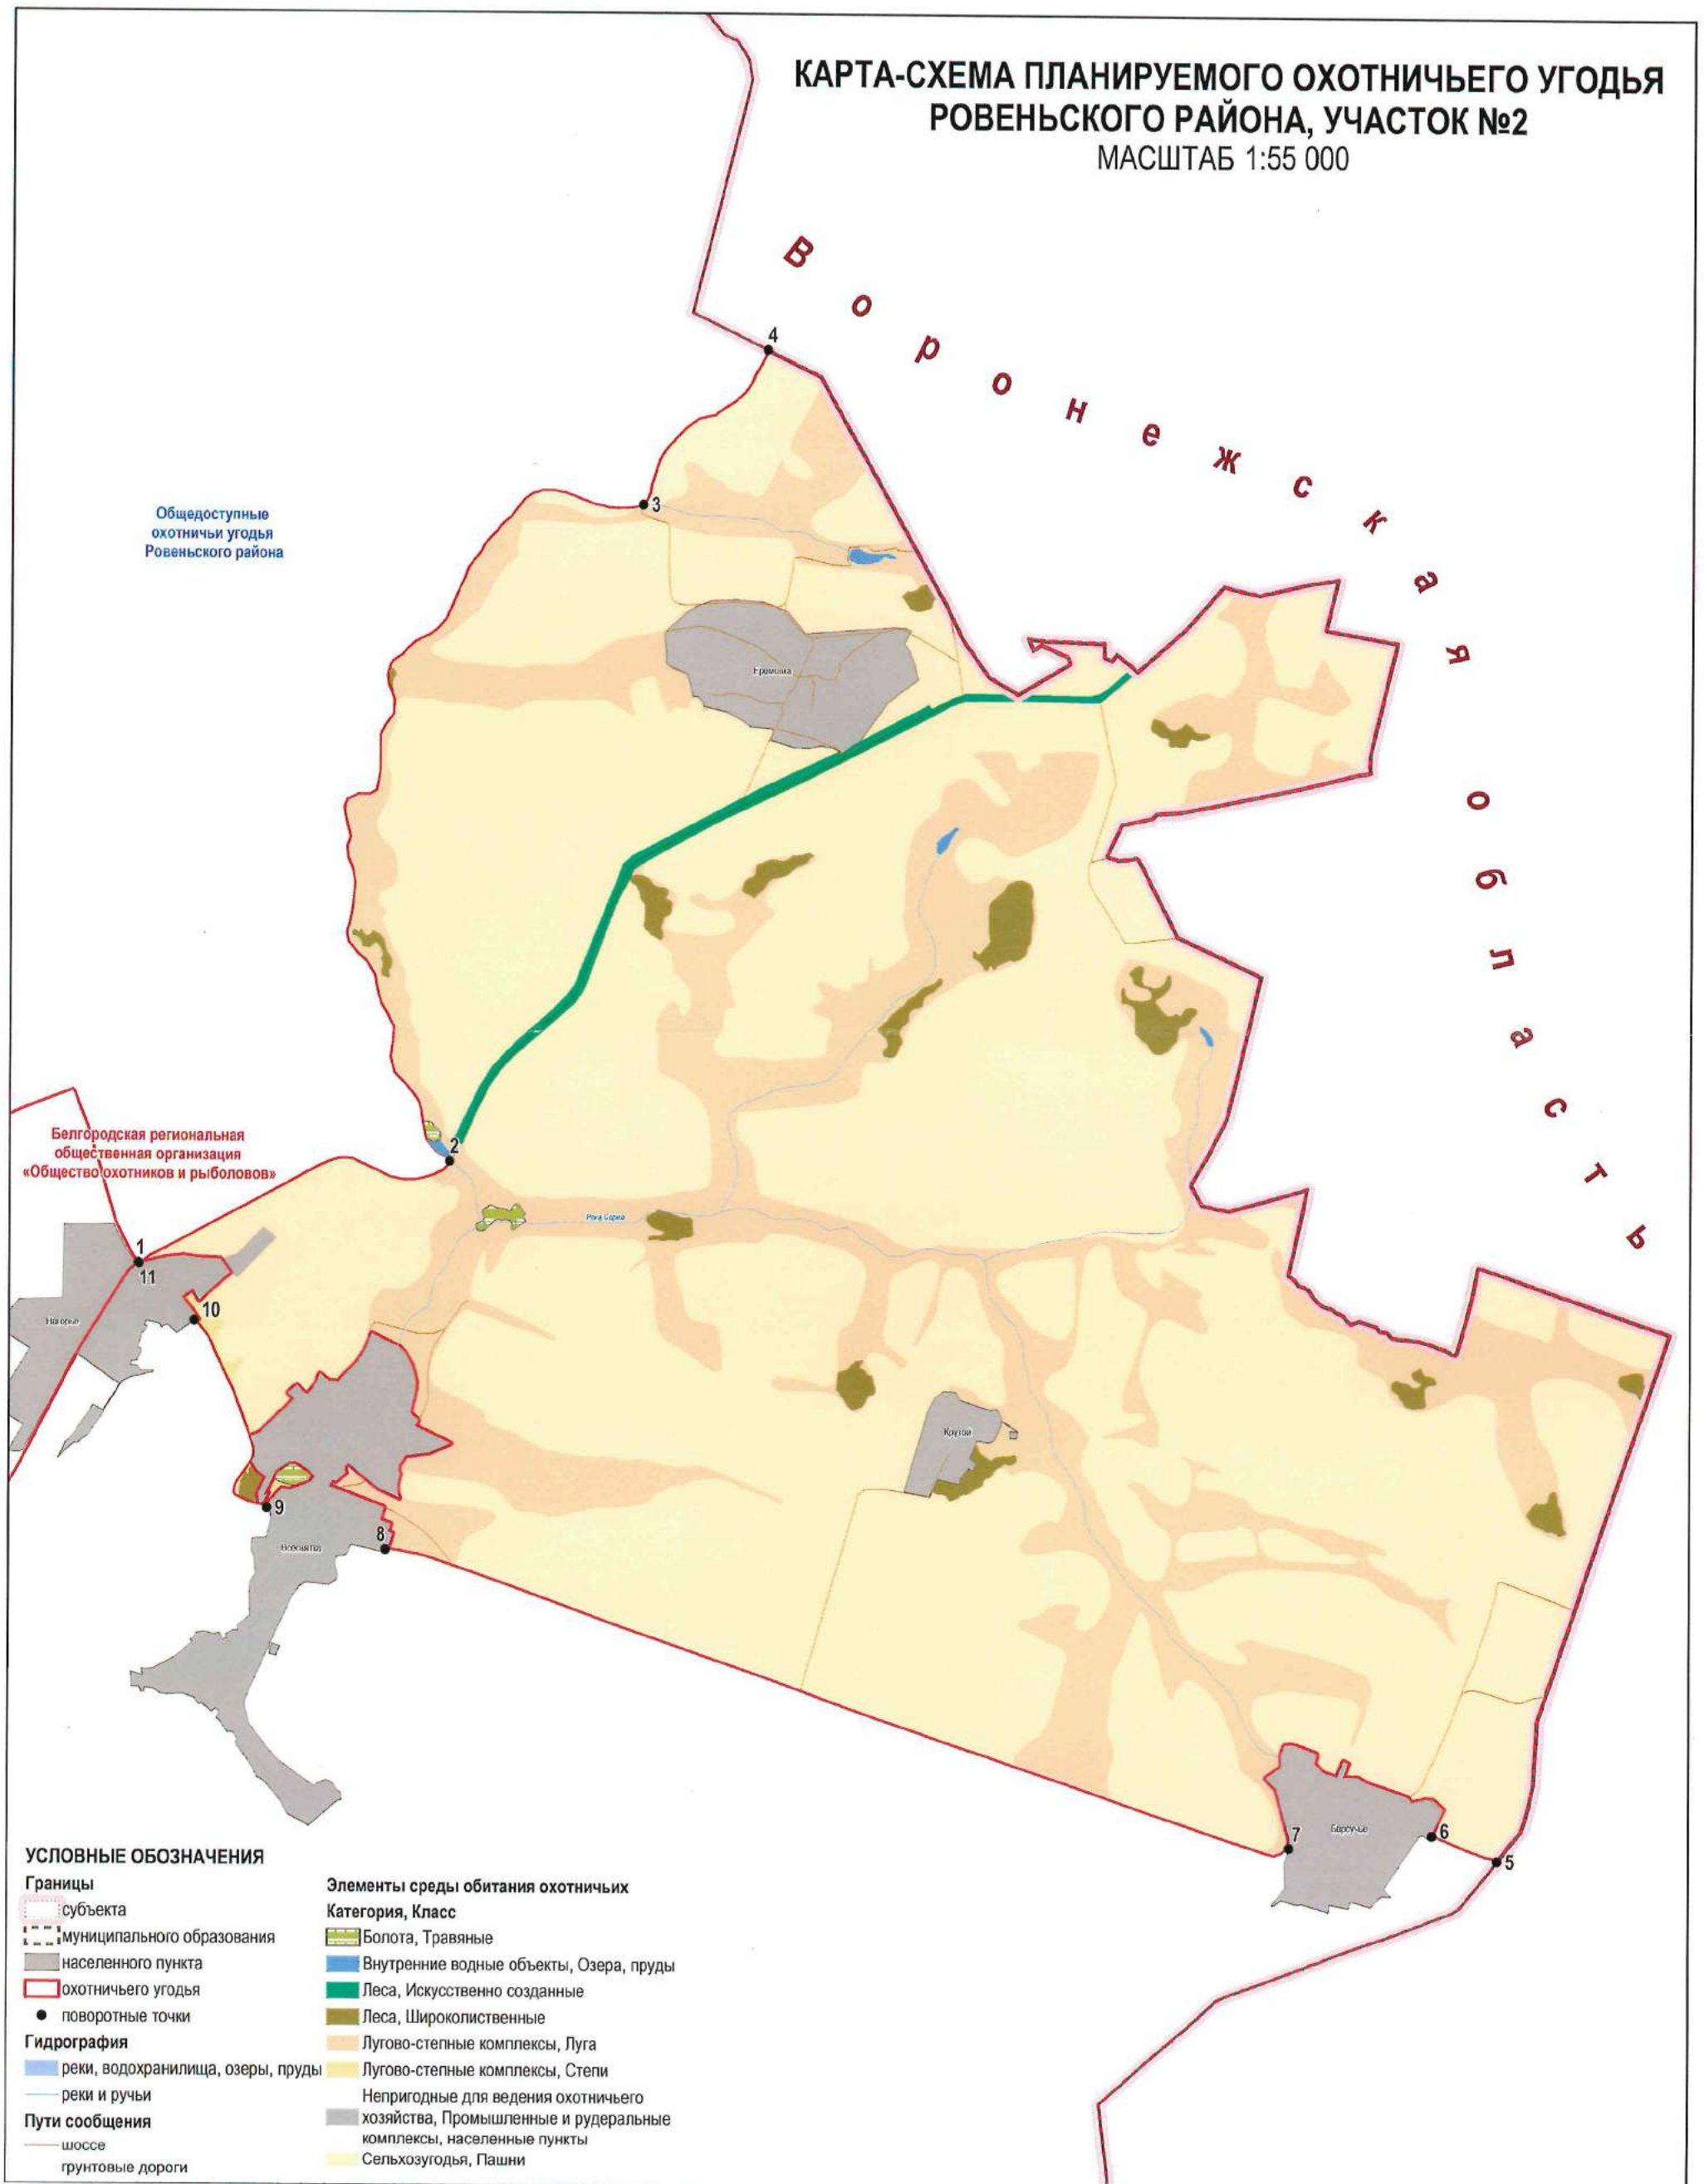 КАРТА-СХЕМА ПЛАНИРУЕМОГО ОХОТНИЧЬЕГО УГОДЬЯ
РОВЕНЬСКОГО РАЙОНА, УЧАСТОК №2
МАСШТАБ 1:55 000
Воронежская область
4
3
Общедоступные
охотничьи угодья
Ровеньского района
Еремовка
2
Белгородская региональная
общественная организация
«Общество охотников и рыболовов»
1
11
10
Нагорье
Крутой
9
8
7
6
5
УСЛОВНЫЕ ОБОЗНАЧЕНИЯ
Границы
субъекта
муниципального образования
населенного пункта
охотничьего угодья
поворотные точки
Гидрография
реки, водохранилища, озеры, пруды
реки и ручьи
Пути сообщения
шоссе
грунтовые дороги
Элементы среды обитания охотничьих
Категория, Класс
Болота, Травяные
Внутренние водные объекты, Озера, пруды
Леса, Искусственно созданные
Леса, Широколиственные
Лугово-степные комплексы, Луга
Лугово-степные комплексы, Степи
Непригодные для ведения охотничьего
хозяйства, Промышленные и рудеральные
комплексы, населенные пункты
Сельхозугодья, Пашни